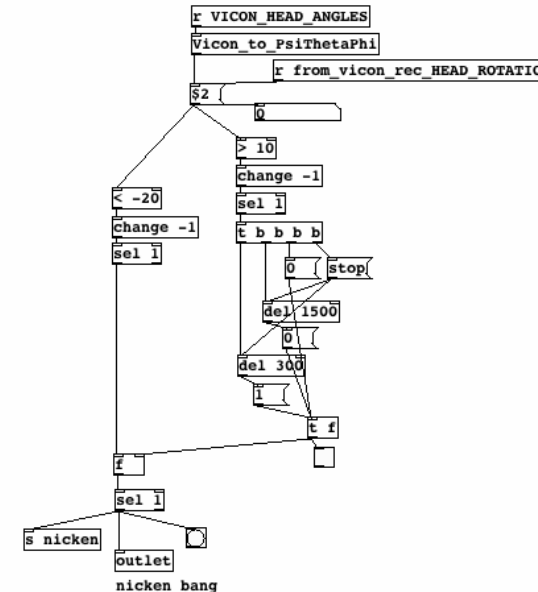 r VICON_HEAD_ANGLES
Vicon_to_PsiThetaPhi
r from_vicon_rec_HEAD_ROTATIO
$2
0
> 10
change -1
< -20
sel 1
change -1
t b b b b
sel 1
0
stop
del 1500
0
del 300
1
t f
f
sel 1
s nicken
outlet
nicken bang